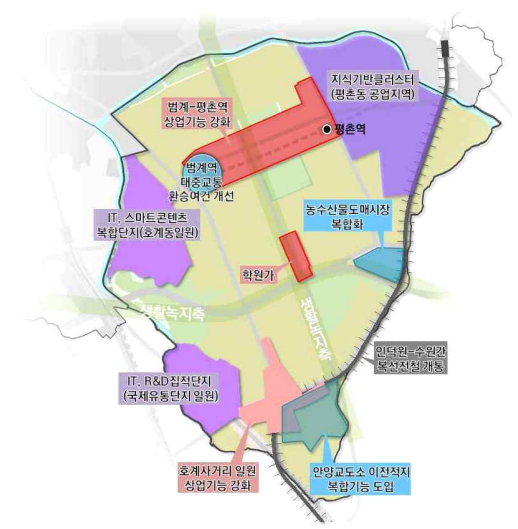 지식기반클러스터
(평촌동 공업지역)
범계-평촌역
상업기능 강화
평촌역
범계역
대중교통
환승여건 개선
농수산물도매시장
복합화
IT, 스마트콘텐츠
복합단지(호계동일원)
학원가
생활녹지축
생활녹지축
인덕원-수원간
복선전철 개통
IT, R&D집적단지
(국제유통단지 일원)
호계사거리 일원
상업기능 강화
안양교도소 이전적지
복합기능 도입